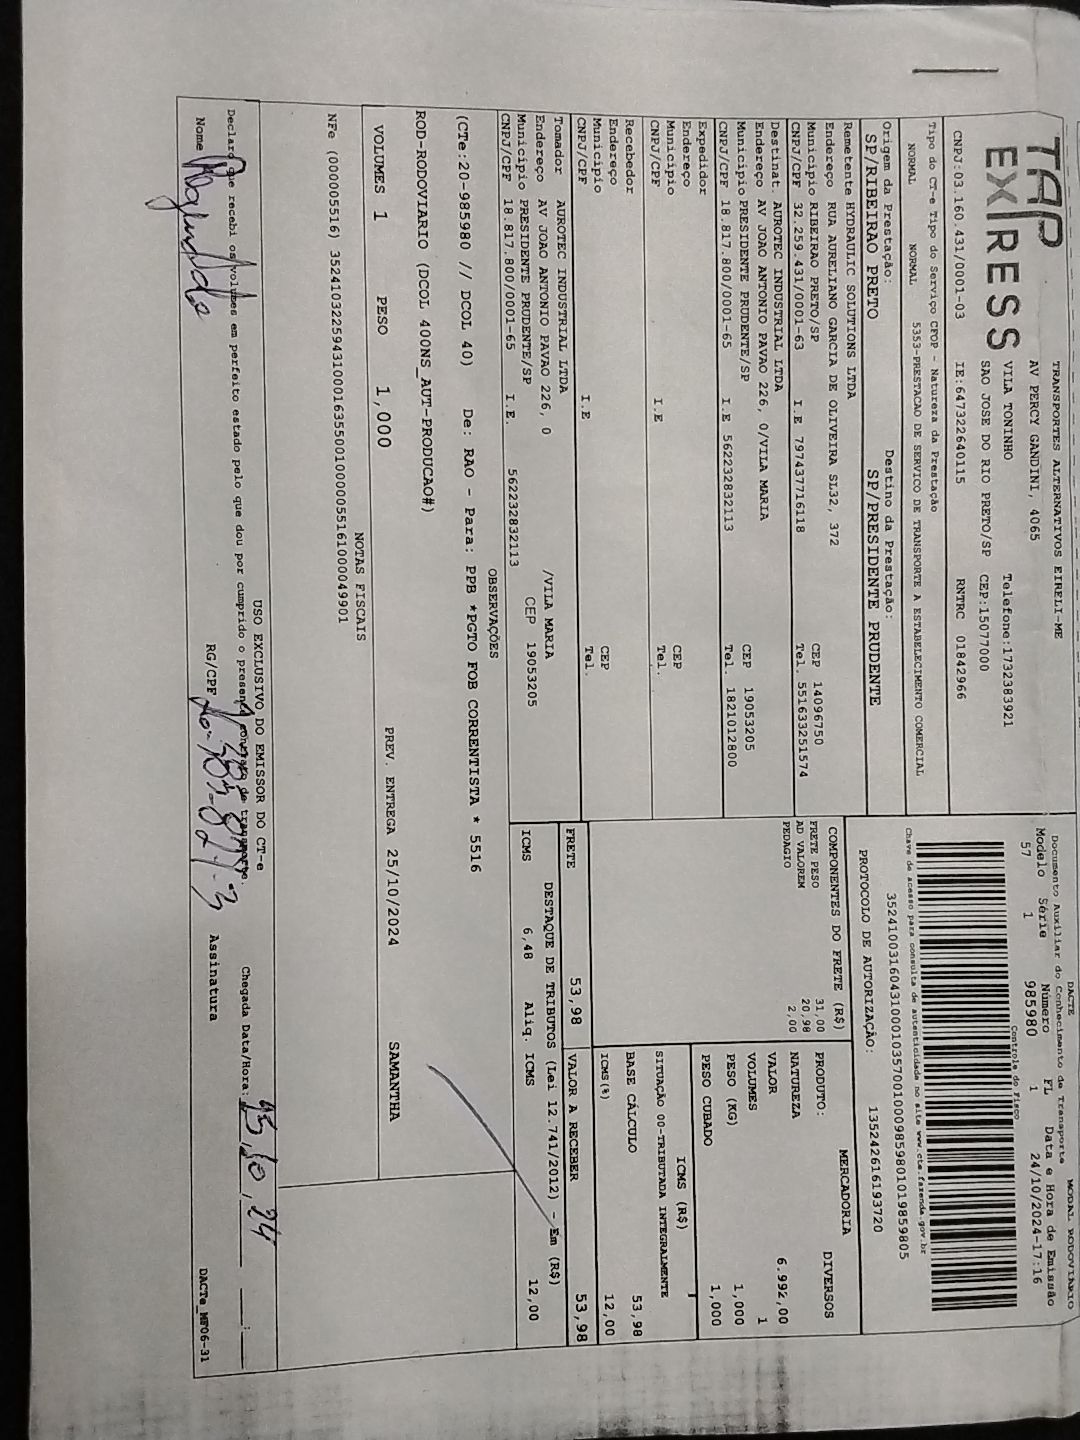 TAP
EXPRESS
TRANSPORTES ALTERNATIVOS EIRELI-ME
AV PERCY GANDINI, 4065
VILA TONINHO Telefone:1732383921
SAO JOSE DO RIO PRETO/SP CEP:15077000
CNPJ:03.160.431/0001-03 IE:647322640115 RNTRC 01842966
DACTE MODAL RODOVIÁRIO
Documento Auxiliar do Conhecimento de Transporte
Modelo Série Número FL Data e Hora de Emissão
57 1 985980 1 24/10/2024-17:16
Controle do Fisco
Chave de acesso para consulta de autenticidade no site www.cte.fazenda.gov.br
35241003160431000103570010009859801019859805
PROTOCOLO DE AUTORIZAÇÃO: 135242616193720
Tipo do CT-e Tipo do Serviço CFOP - Natureza da Prestação
NORMAL NORMAL 5353-PRESTACAO DE SERVICO DE TRANSPORTE A ESTABELECIMENTO COMERCIAL
Origem da Prestação: Destino da Prestação:
SP/RIBEIRAO PRETO SP/PRESIDENTE PRUDENTE
Remetente HYDRAULIC SOLUTIONS LTDA
Endereço RUA AURELIANO GARCIA DE OLIVEIRA SL32, 372
Município RIBEIRAO PRETO/SP CEP 14096750
CNPJ/CPF 32.259.431/0001-63 I.E 797437716118 Tel. 551633251574
Destinat. AUROTEC INDUSTRIAL LTDA
Endereço AV JOAO ANTONIO PAVAO 226, 0/VILA MARIA
Município PRESIDENTE PRUDENTE/SP CEP 19053205
CNPJ/CPF 18.817.800/0001-65 I.E 562232832113 Tel. 1821012800
Expedidor
Endereço
Município CEP
CNPJ/CPF I.E Tel.
Recebedor
Endereço
Município CEP
CNPJ/CPF I.E Tel.
Tomador AUROTEC INDUSTRIAL LTDA
Endereço AV JOAO ANTONIO PAVAO 226, 0 /VILA MARIA
Município PRESIDENTE PRUDENTE/SP CEP 19053205
CNPJ/CPF 18.817.800/0001-65 I.E. 562232832113
COMPONENTES DO FRETE (R$)
FRETE PESO 31,00
AD VALOREM 20,98
PEDAGIO 2,00
MERCADORIA
PRODUTO: DIVERSOS
NATUREZA
VALOR 6.992,00
VOLUMES 1
PESO (KG) 1,000
PESO CUBADO 1,000
ICMS (R$)
SITUAÇÃO 00-TRIBUTADA INTEGRALMENTE
BASE CÁLCULO 53,98
ICMS(%) 12,00
FRETE 53,98 VALOR A RECEBER 53,98
DESTAQUE DE TRIBUTOS (Lei 12.741/2012) - Em (R$)
ICMS 6,48 Aliq. ICMS 12,00
OBSERVAÇÕES
(CTe:20-985980 // DCOL 40) De: RAO - Para: PPB *PGTO FOB CORRENTISTA * 5516
ROD-RODOVIARIO (DCOL 400NS_AUT-PRODUCAO#)
VOLUMES 1 PESO 1,000 PREV. ENTREGA 25/10/2024 SAMANTHA
NOTAS FISCAIS
NFe (000005516) 35241032259431000163550010000055161000049901
USO EXCLUSIVO DO EMISSOR DO CT-e
Declaro que recebi os volumes em perfeito estado pelo que dou por cumprido o presente contrato de transporte.
Chegada Data/Hora: 25,10,24 :
Nome RG/CPF Assinatura
DACTe_MF06-31